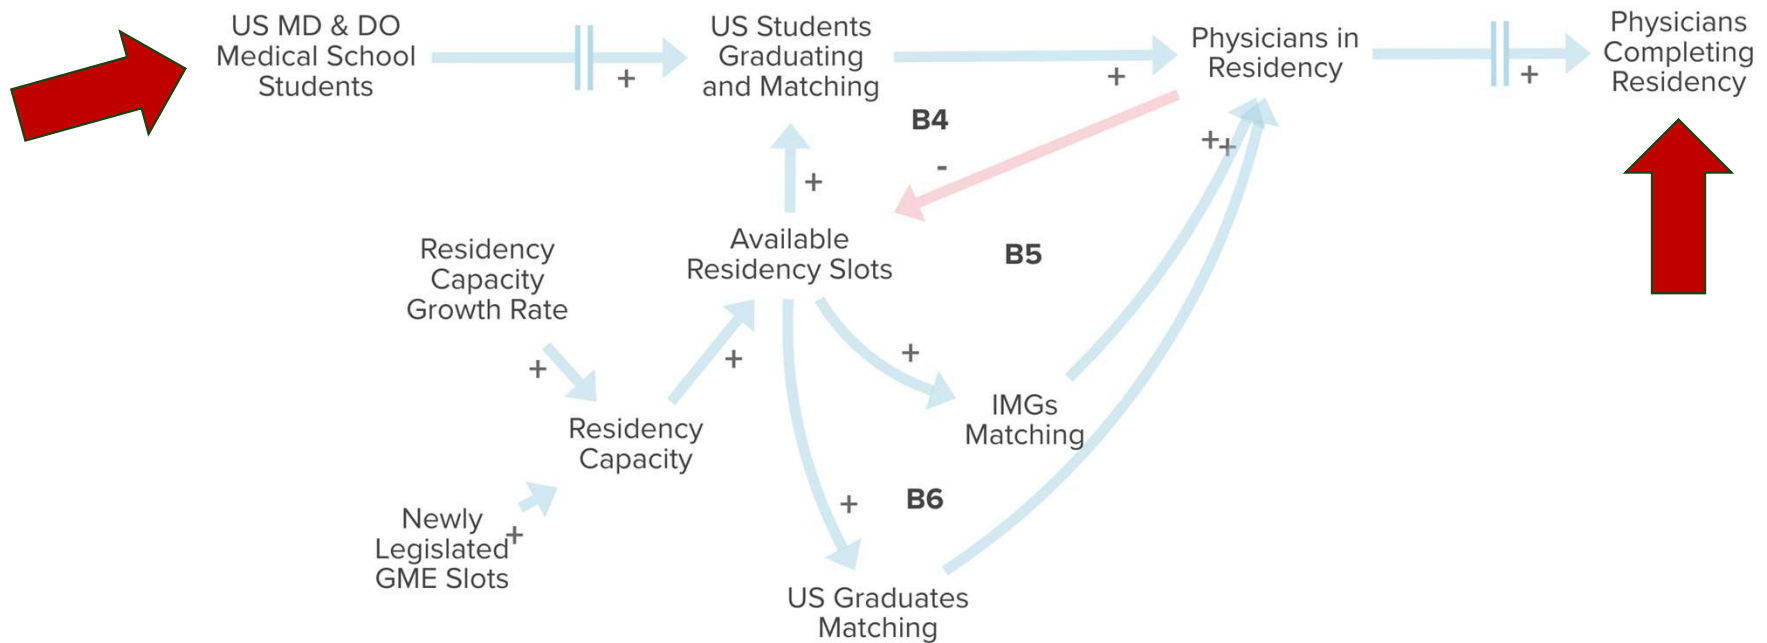 US MD & DO
Medical School
Students
+
US Students
Graduating
and Matching
+
Physicians in
Residency
+
Physicians
Completing
Residency
B4
-
++
+
Available
Residency Slots
B5
Residency
Capacity
Growth Rate
+
+
+
IMGs
Matching
Residency
Capacity
B6
+
Newly
Legislated
GME Slots
+
US Graduates
Matching